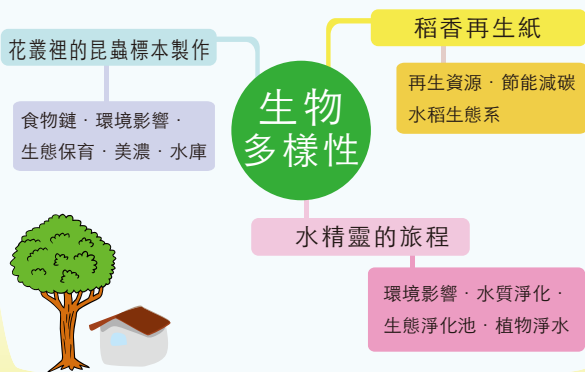 花叢裡的昆蟲標本製作
食物鏈‧環境影響‧
生態保育‧美濃‧水庫
生物
多樣性
稻香再生紙
再生資源‧節能減碳
水稻生態系
水精靈的旅程
環境影響‧水質淨化‧
生態淨化池‧植物淨水